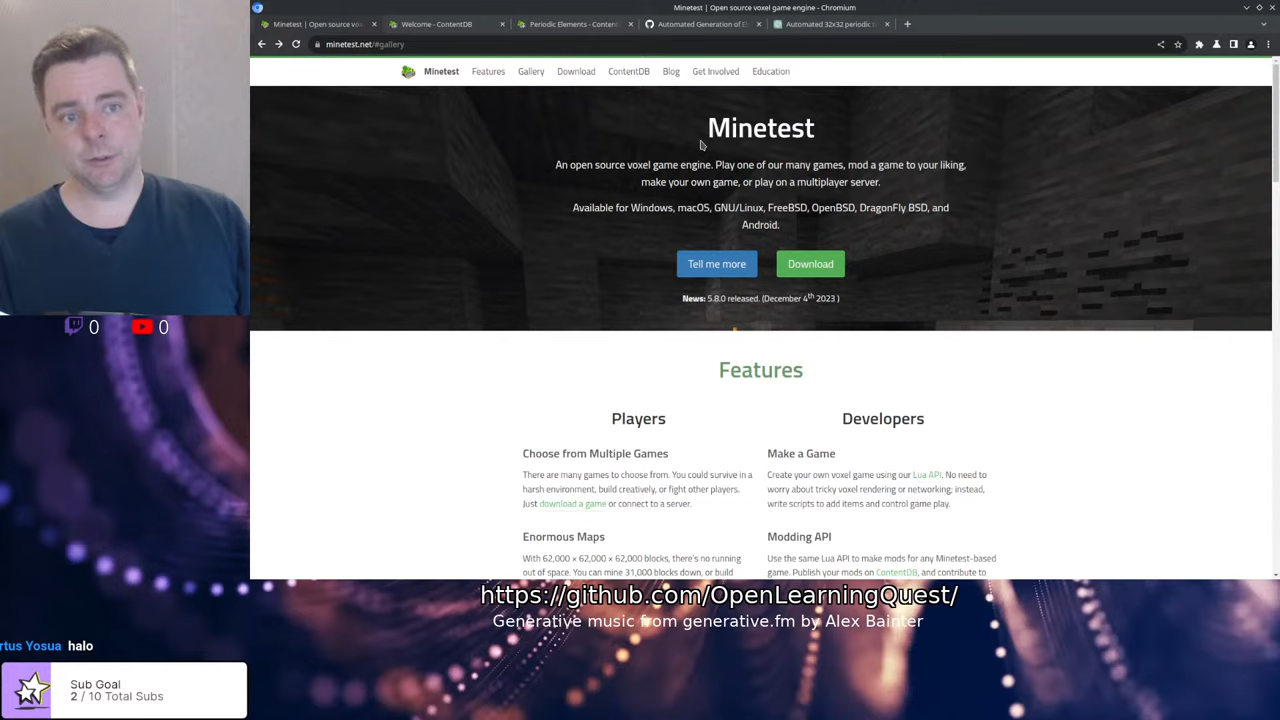 Minetest | Open source voxel game engine - Chromium
Minetest | Open source vox
Welcome - ContentDB
Periodic Elements - Content
Automated Generation of El
Automated 32x32 periodic t
minetest.net/#gallery
Minetest
Features
Gallery
Download
ContentDB
Blog
Get Involved
Education
Minetest
An open source voxel game engine. Play one of our many games, mod a game to your liking,
make your own game, or play on a multiplayer server.
Available for Windows, macOS, GNU/Linux, FreeBSD, OpenBSD, DragonFly BSD, and
Android.
Tell me more
Download
News: 5.8.0 released. (December 4th 2023 )
0
0
Features
Players
Developers
Choose from Multiple Games
There are many games to choose from. You could survive in a
harsh environment, build creatively, or fight other players.
Just download a game or connect to a server.
Make a Game
Create your own voxel game using our Lua API. No need to
worry about tricky voxel rendering or networking; instead,
write scripts to add items and control game play.
Enormous Maps
With 62,000 × 62,000 × 62,000 blocks, there's no running
out of space. You can mine 31,000 blocks down, or build
Modding API
Use the same Lua API to make mods for any Minetest-based
game. Publish your mods on ContentDB, and contribute to
https://github.com/OpenLearningQuest/
Generative music from generative.fm by Alex Bainter
rtus Yosua halo
Sub Goal
2 / 10 Total Subs